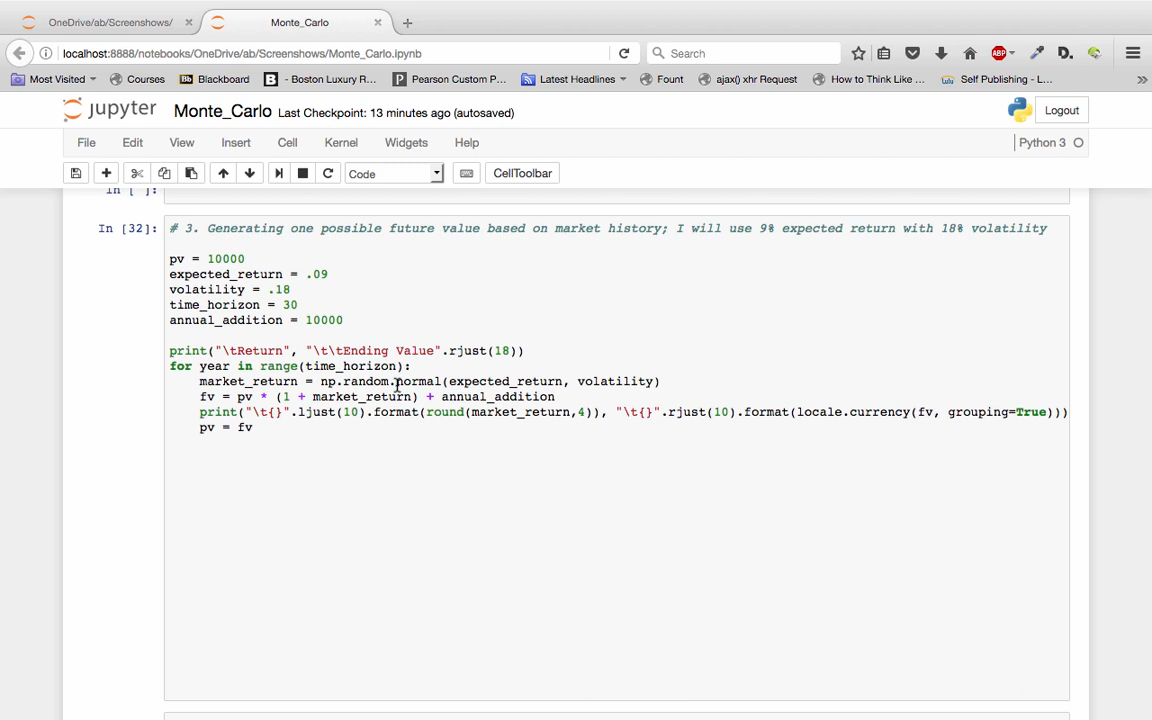 OneDrive/ab/Screenshows/
Monte_Carlo
localhost:8888/notebooks/OneDrive/ab/Screenshows/Monte_Carlo.ipynb
Search
ABP
D.
Most Visited
Courses
Bb Blackboard
B - Boston Luxury R...
P Pearson Custom P...
Latest Headlines
Fount
ajax() xhr Request
How to Think Like ...
Lulu Self Publishing - L...
jupyter Monte_Carlo Last Checkpoint: 13 minutes ago (autosaved)
Logout
File Edit View Insert Cell Kernel Widgets Help
Python 3
Code
CellToolbar
In [ ]:
In [32]:
# 3. Generating one possible future value based on market history; I will use 9% expected return with 18% volatility
pv = 10000
expected_return = .09
volatility = .18
time_horizon = 30
annual_addition = 10000
print("\tReturn", "\t\tEnding Value".rjust(18))
for year in range(time_horizon):
market_return = np.random.normal(expected_return, volatility)
fv = pv * (1 + market_return) + annual_addition
print("\t{}".ljust(10).format(round(market_return,4)), "\t{}".rjust(10).format(locale.currency(fv, grouping=True)))
pv = fv